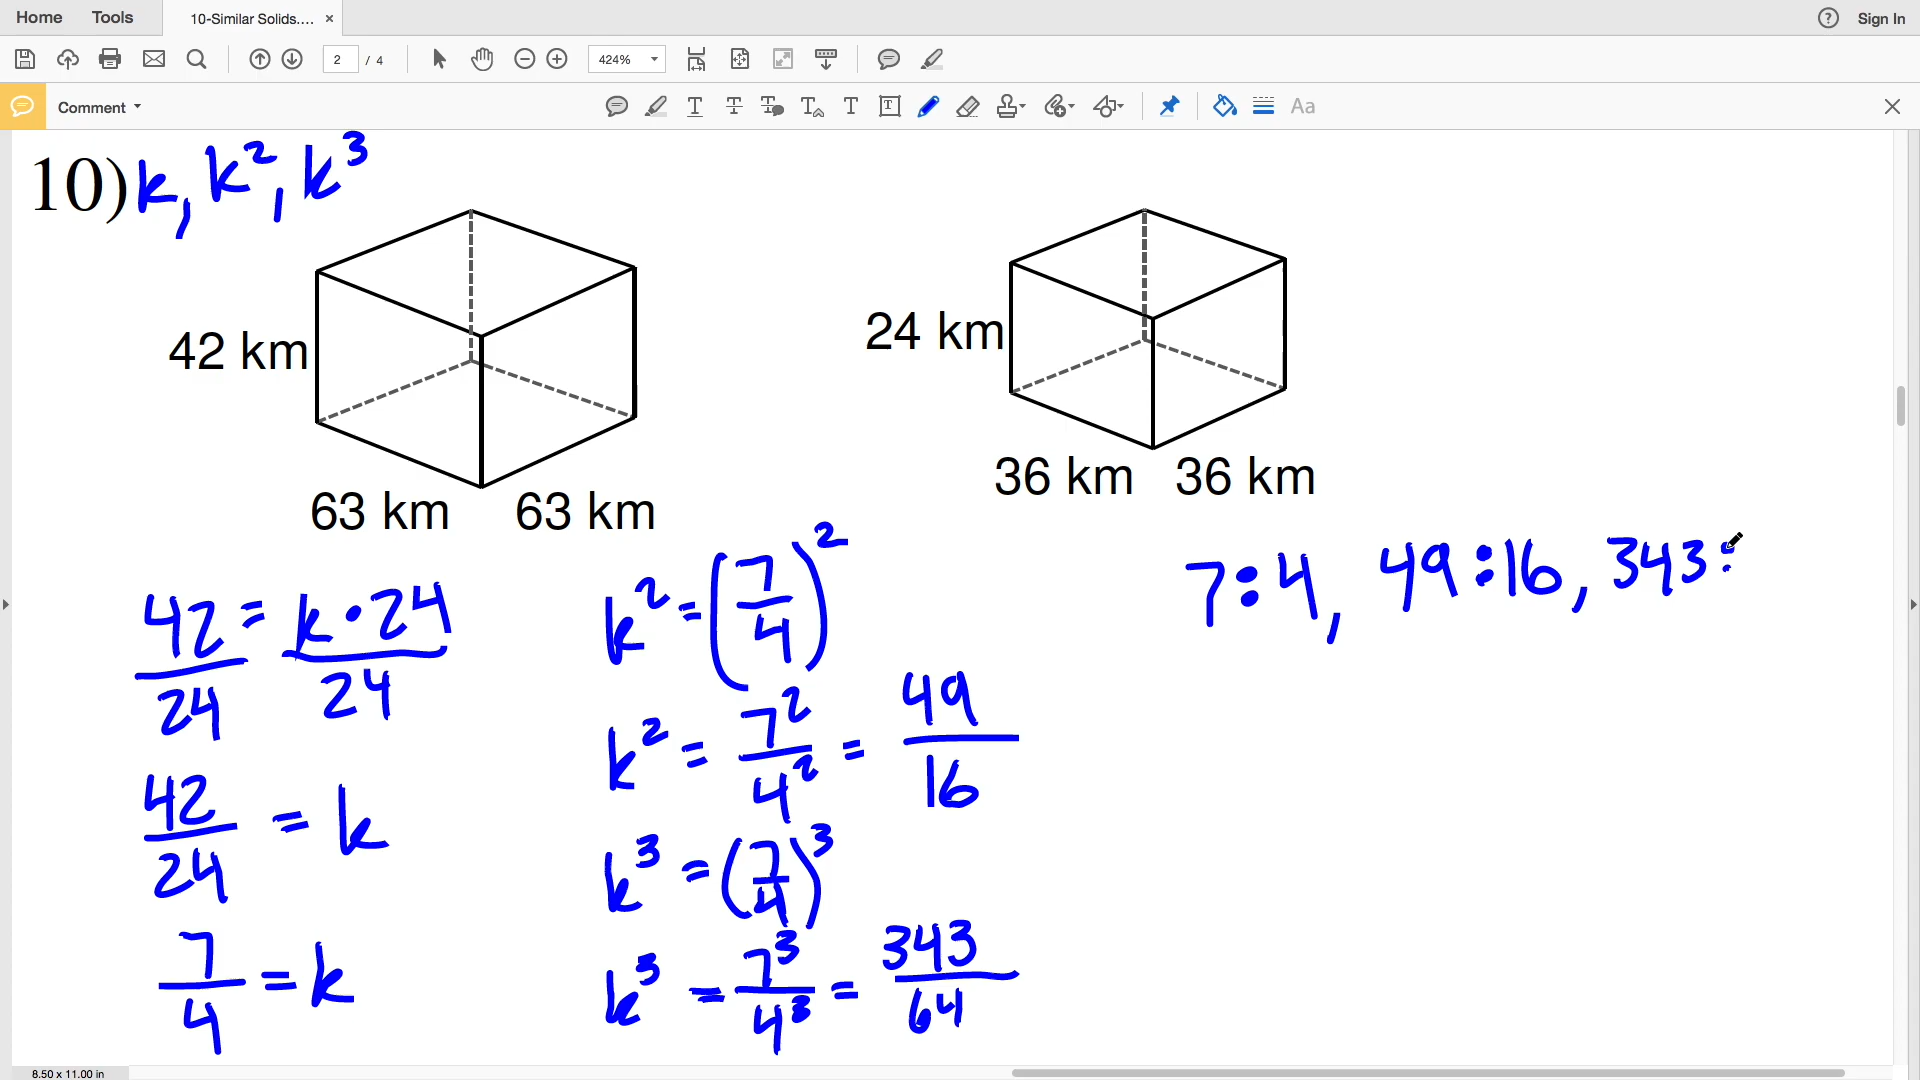 Home Tools 10-Similar Solids.... × ? Sign In
2 / 4 424%
Comment T T T T T T Aa
10) k, k², k³
42 km
24 km
63 km 63 km
36 km 36 km
42/24 = k·24/24
42/24 = k
7/4 = k
k² = (7/4)²
k² = 7²/4² = 49/16
k³ = (7/4)³
k³ = 7³/4³ = 343/64
7:4, 49:16, 343:
8.50 x 11.00 in